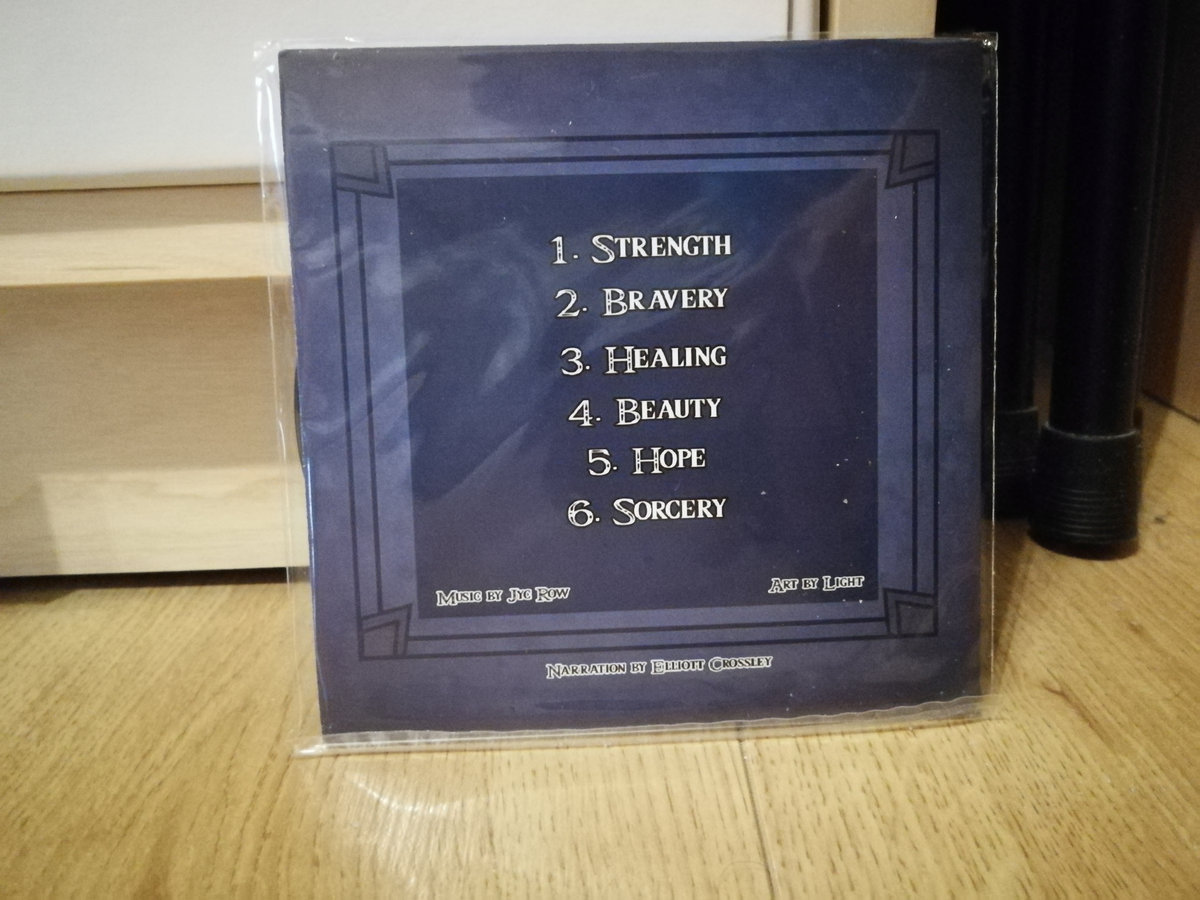 1. Strength
2. Bravery
3. Healing
4. Beauty
5. Hope
6. Sorcery
Music by Jyc Row
Art by Light
Narration by Elliott Crossley